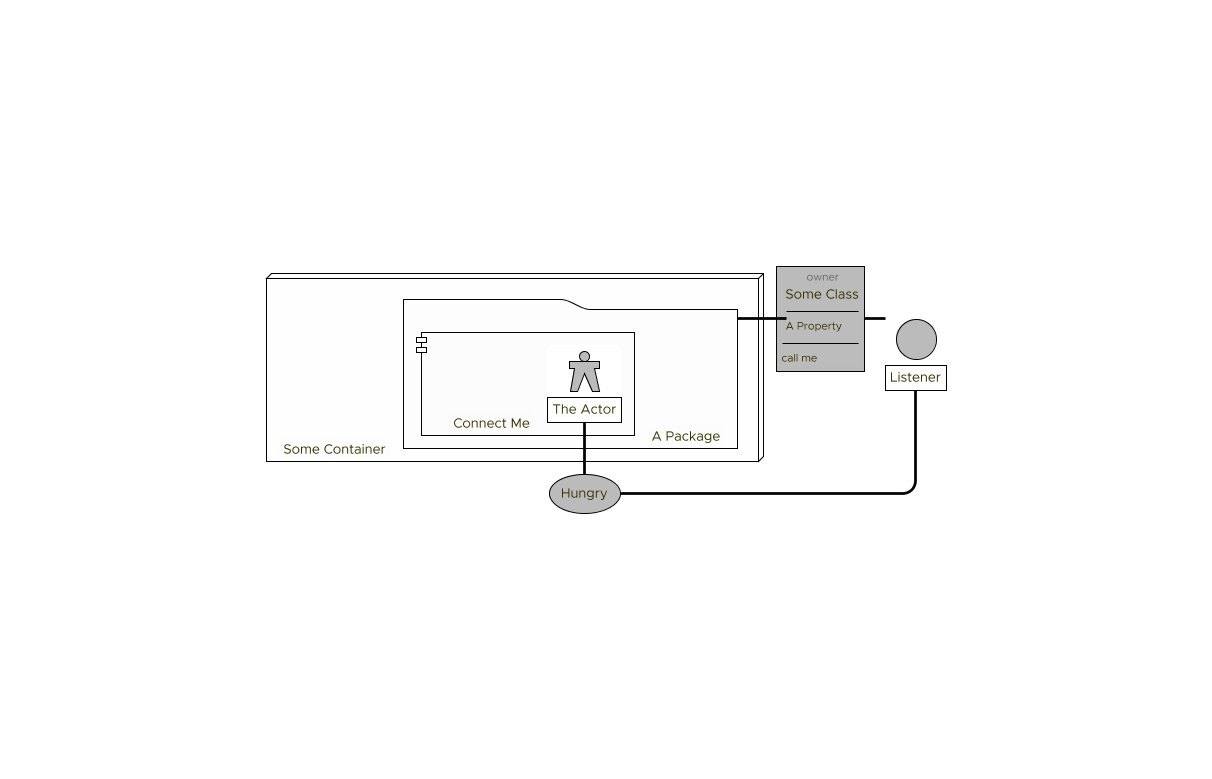 owner
Some Class
A Property
call me
Listener
The Actor
Connect Me
A Package
Some Container
Hungry